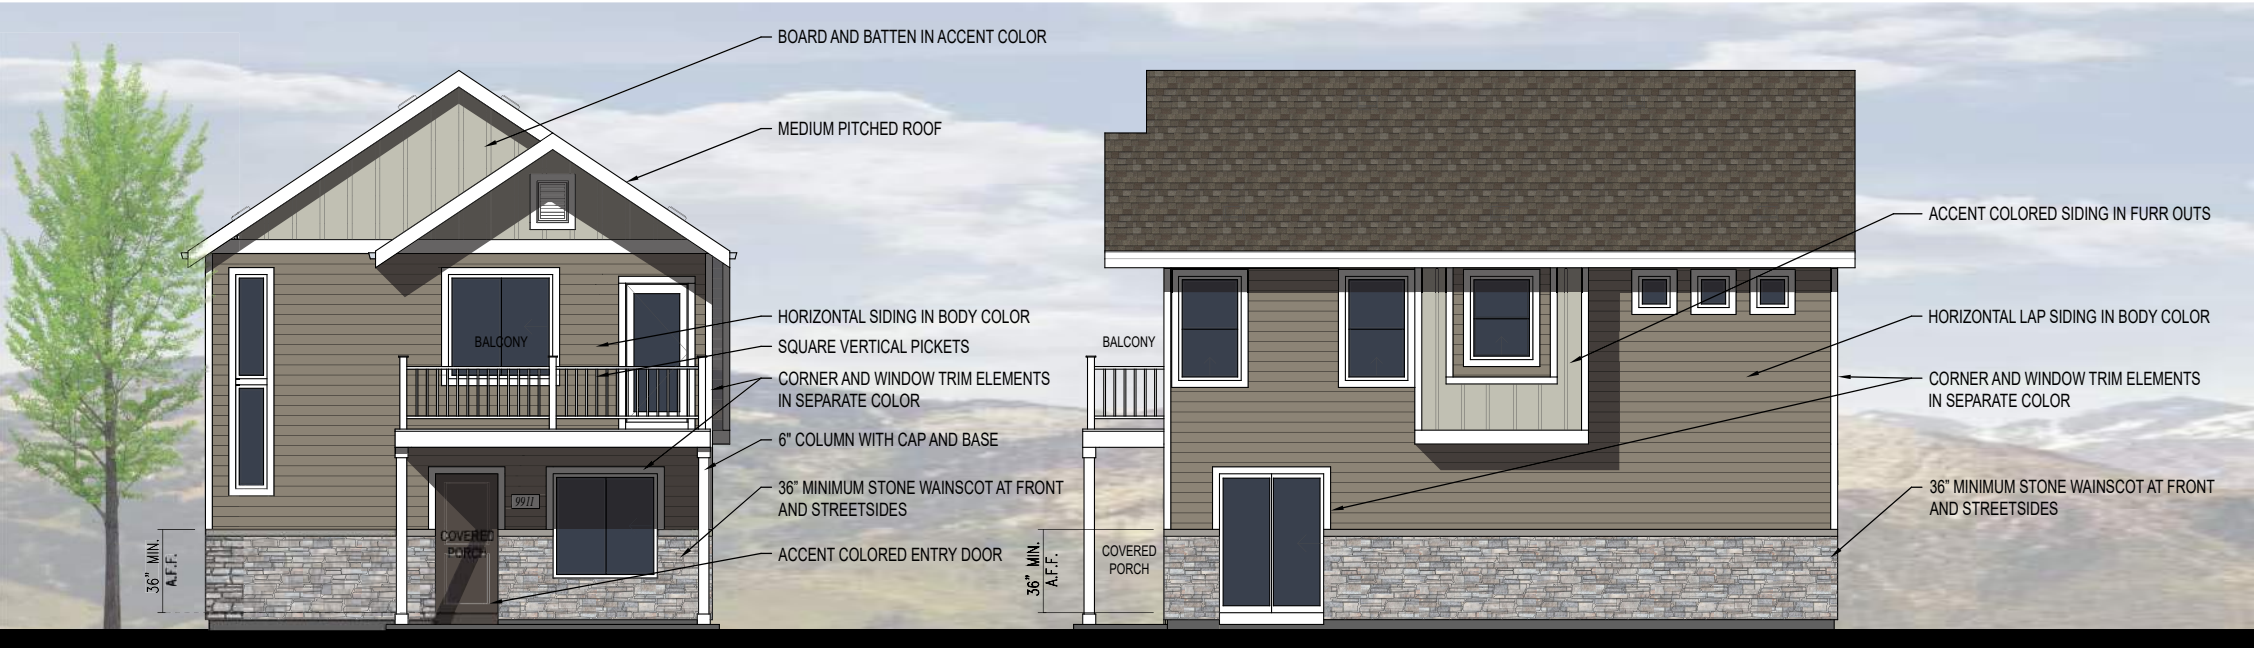 BOARD AND BATTEN IN ACCENT COLOR
MEDIUM PITCHED ROOF
HORIZONTAL SIDING IN BODY COLOR
BALCONY
SQUARE VERTICAL PICKETS
CORNER AND WINDOW TRIM ELEMENTS
IN SEPARATE COLOR
6" COLUMN WITH CAP AND BASE
36" MINIMUM STONE WAINSCOT AT FRONT
AND STREETSIDES
9911
COVERED
PORCH
ACCENT COLORED ENTRY DOOR
36" MIN.
A.F.F.
ACCENT COLORED SIDING IN FURR OUTS
HORIZONTAL LAP SIDING IN BODY COLOR
BALCONY
CORNER AND WINDOW TRIM ELEMENTS
IN SEPARATE COLOR
36" MINIMUM STONE WAINSCOT AT FRONT
AND STREETSIDES
COVERED
PORCH
36" MIN.
A.F.F.